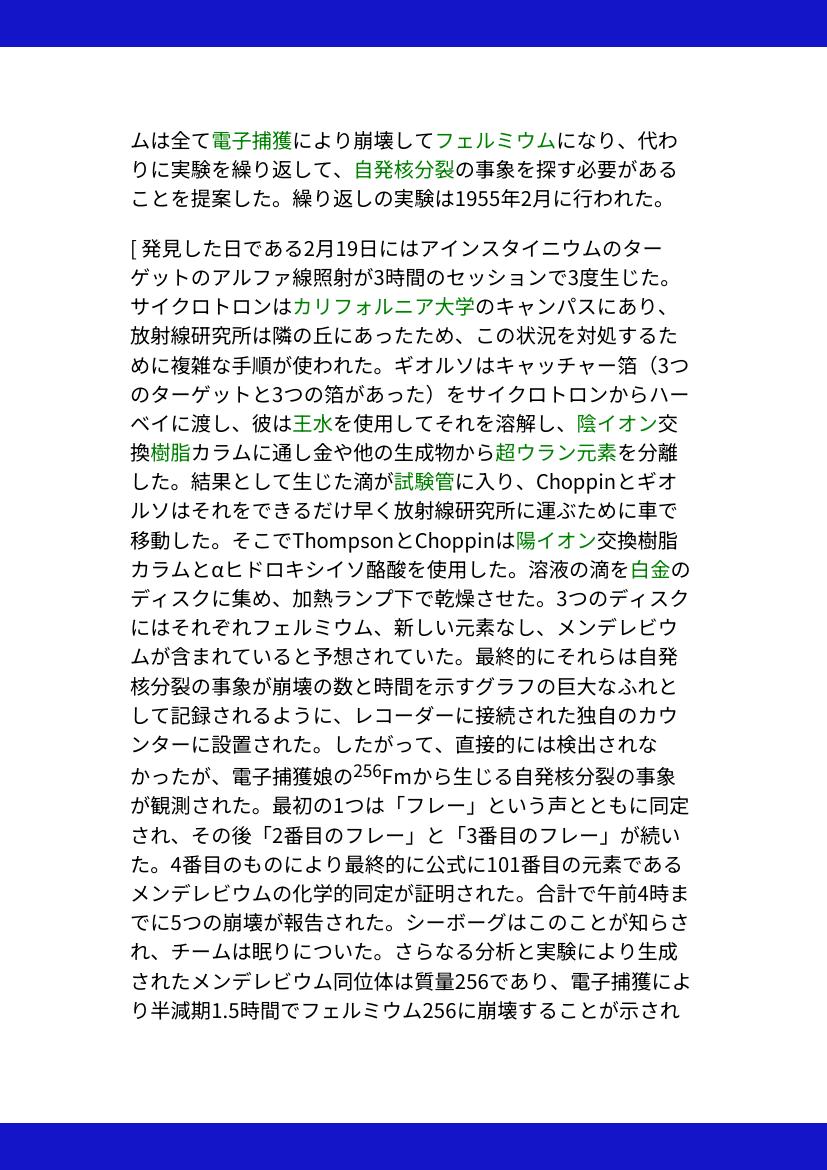 ムは全て電子捕獲により崩壊してフェルミウムになり、代わ
りに実験を繰り返して、自発核分裂の事象を探す必要がある
ことを提案した。繰り返しの実験は1955年2月に行われた。
[ 発見した日である2月19日にはアインスタイニウムのター
ゲットのアルファ線照射が3時間のセッションで3度生じた。
サイクロトロンはカリフォルニア大学のキャンパスにあり、
放射線研究所は隣の丘にあったため、この状況を対処するた
めに複雑な手順が使われた。ギオルソはキャッチャー箔（3つ
のターゲットと3つの箔があった）をサイクロトロンからハー
ベイに渡し、彼は王水を使用してそれを溶解し、陰イオン交
換樹脂カラムに通し金や他の生成物から超ウラン元素を分離
した。結果として生じた滴が試験管に入り、Choppinとギオ
ルソはそれをできるだけ早く放射線研究所に運ぶために車で
移動した。そこでThompsonとChoppinは陽イオン交換樹脂
カラムとαヒドロキシイソ酪酸を使用した。溶液の滴を白金の
ディスクに集め、加熱ランプ下で乾燥させた。3つのディスク
にはそれぞれフェルミウム、新しい元素なし、メンデレビウ
ムが含まれていると予想されていた。最終的にそれらは自発
核分裂の事象が崩壊の数と時間を示すグラフの巨大なふれと
して記録されるように、レコーダーに接続された独自のカウ
ンターに設置された。したがって、直接的には検出されな
かったが、電子捕獲娘の256Fmから生じる自発核分裂の事象
が観測された。最初の1つは「フレー」という声とともに同定
され、その後「2番目のフレー」と「3番目のフレー」が続い
た。4番目のものにより最終的に公式に101番目の元素である
メンデレビウムの化学的同定が証明された。合計で午前4時ま
でに5つの崩壊が報告された。シーボーグはこのことが知らさ
れ、チームは眠りについた。さらなる分析と実験により生成
されたメンデレビウム同位体は質量256であり、電子捕獲によ
り半減期1.5時間でフェルミウム256に崩壊することが示され